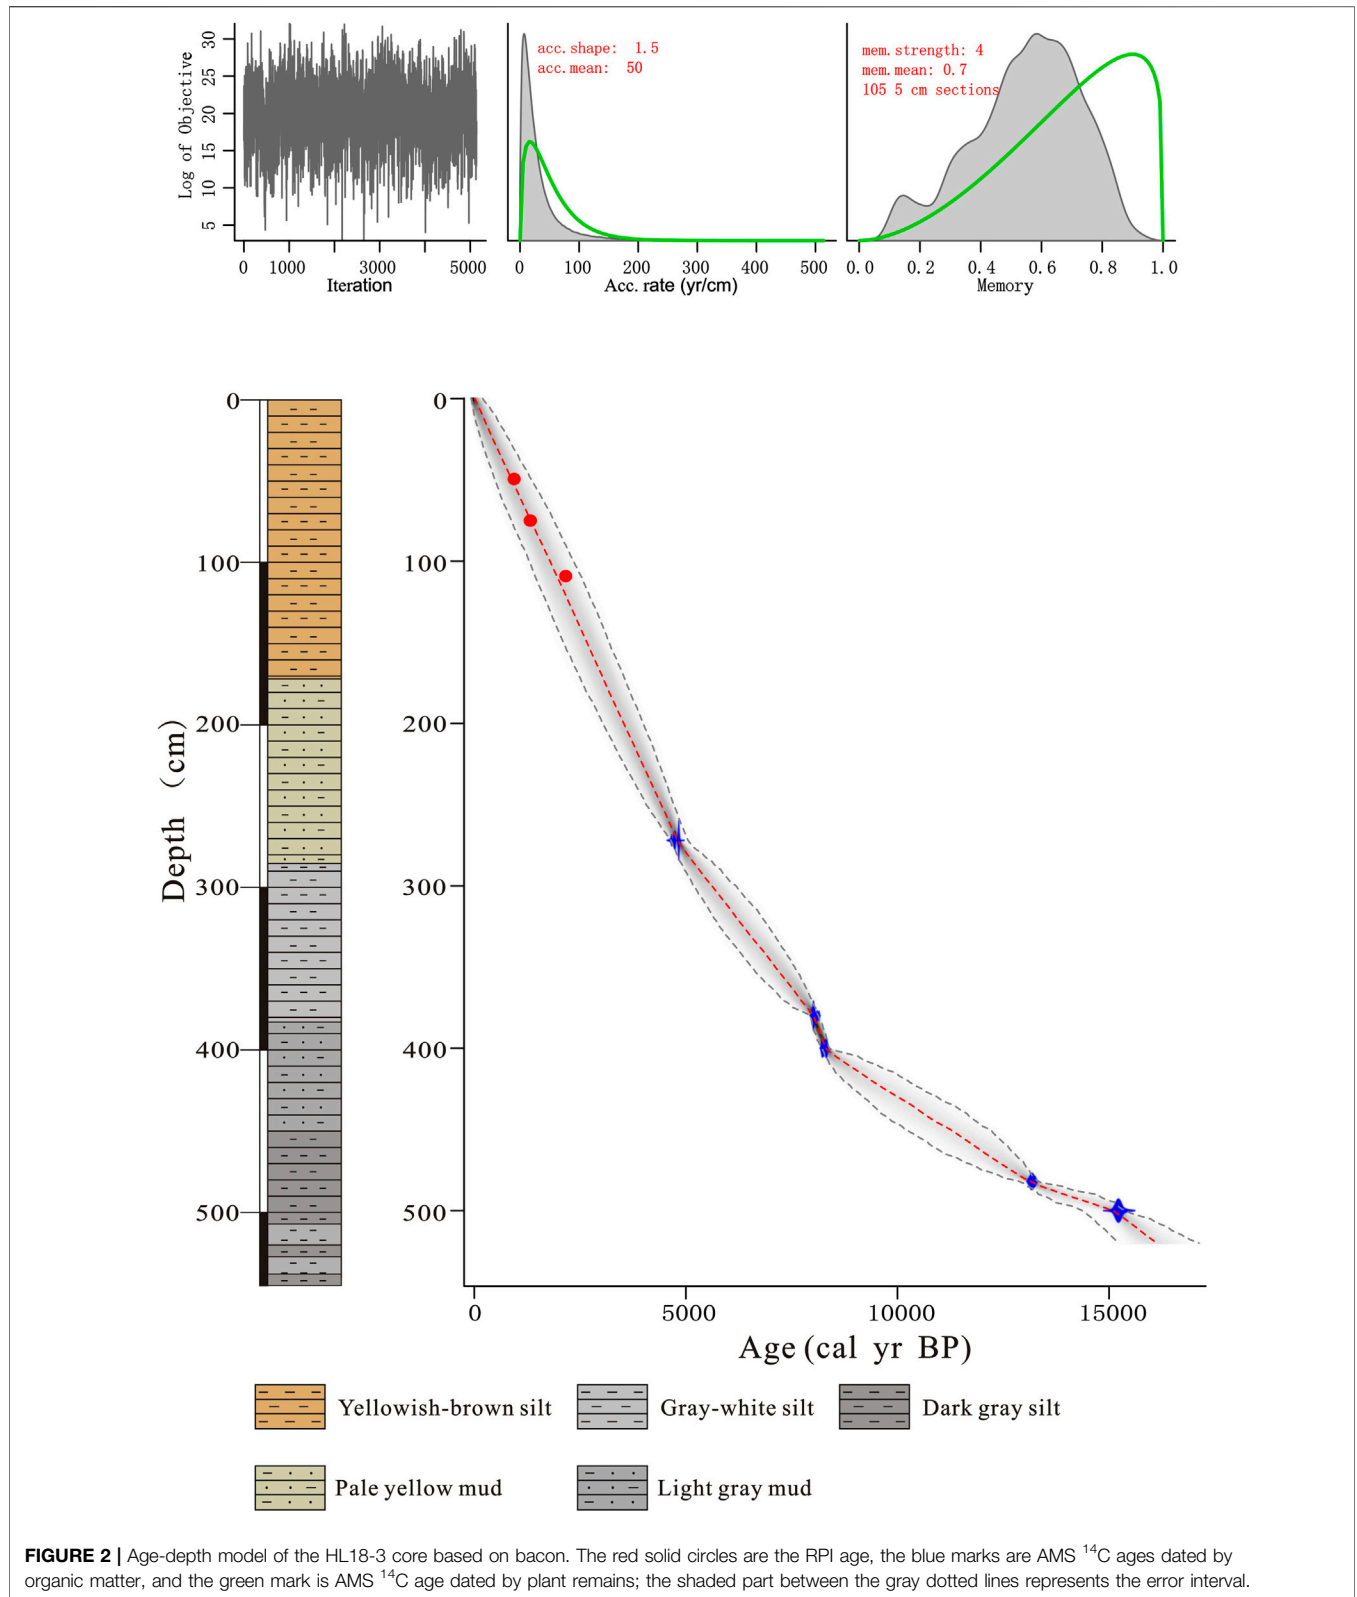 Log of Objective
5
10
15
20
25
30
0 1000 3000 5000
Iteration
acc.shape: 1.5
acc.mean: 50
0 100 200 300 400 500
Acc. rate (yr/cm)
mem.strength: 4
mem.mean: 0.7
105 5 cm sections
0.0 0.2 0.4 0.6 0.8 1.0
Memory
Depth (cm)
0
100
200
300
400
500
0
100
200
300
400
500
0 5000 10000 15000
Age (cal yr BP)
Yellowish-brown silt
Gray-white silt
Dark gray silt
Pale yellow mud
Light gray mud
FIGURE 2 | Age-depth model of the HL18-3 core based on bacon. The red solid circles are the RPI age, the blue marks are AMS ¹⁴C ages dated by
organic matter, and the green mark is AMS ¹⁴C age dated by plant remains; the shaded part between the gray dotted lines represents the error interval.